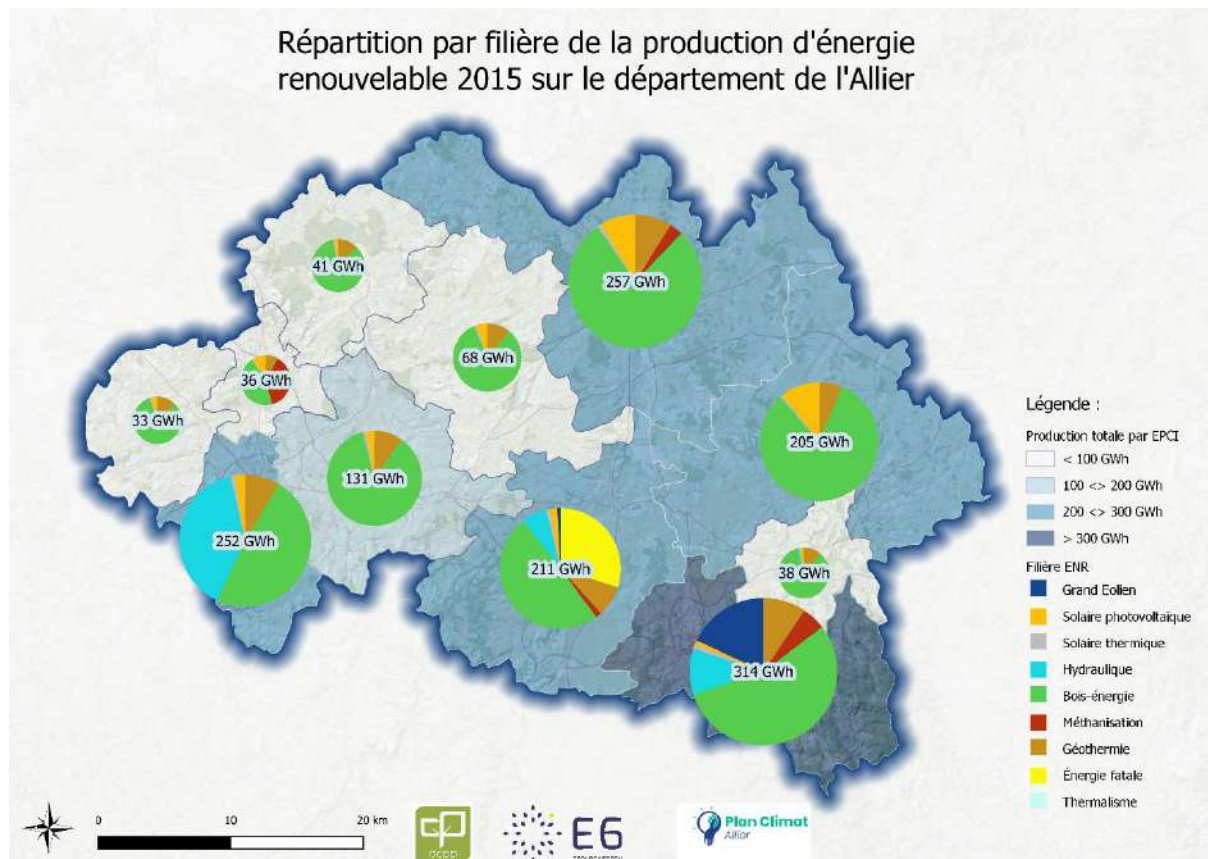 Répartition par filière de la production d'énergie
renouvelable 2015 sur le département de l'Allier
41 GWh
257 GWh
68 GWh
36 GWh
33 GWh
205 GWh
131 GWh
252 GWh
211 GWh
38 GWh
314 GWh
Légende :
Production totale par EPCI
< 100 GWh
100 <> 200 GWh
200 <> 300 GWh
> 300 GWh
Filière ENR
Grand Eolien
Solaire photovoltaïque
Solaire thermique
Hydraulique
Bois-énergie
Méthanisation
Géothermie
Énergie fatale
Thermalisme
0 10 20 km
E6
Plan Climat
Allier